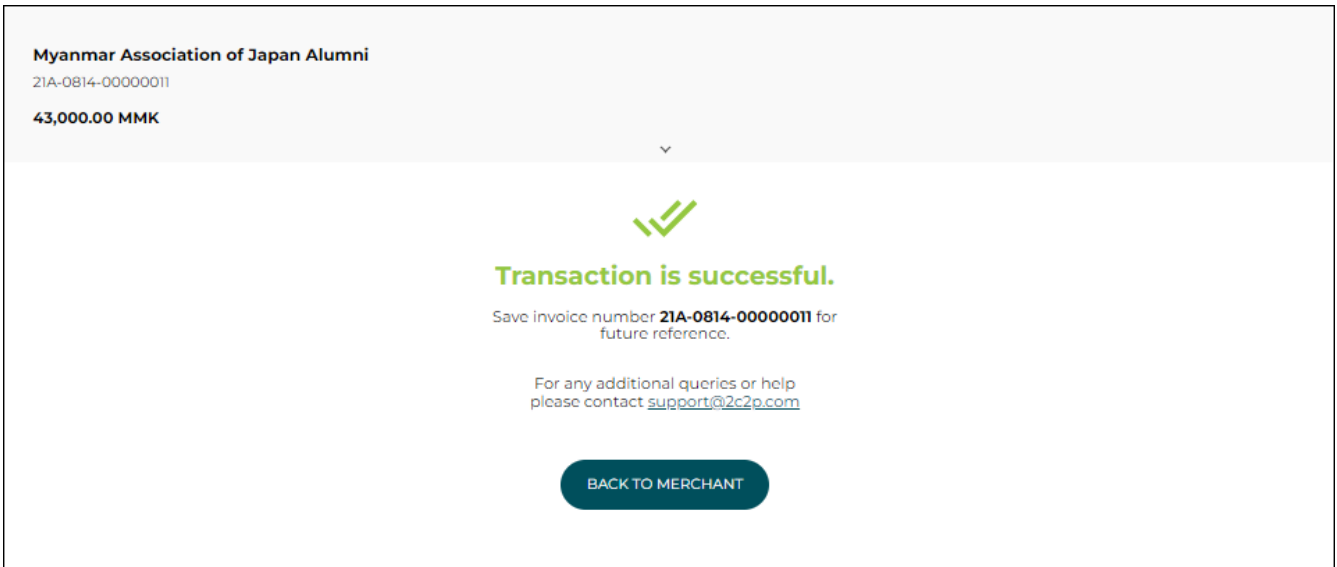 Myanmar Association of Japan Alumni
21A-0814-00000011
43,000.00 MMK
Transaction is successful.
Save invoice number 21A-0814-00000011 for
future reference.
For any additional queries or help
please contact support@2c2p.com
BACK TO MERCHANT